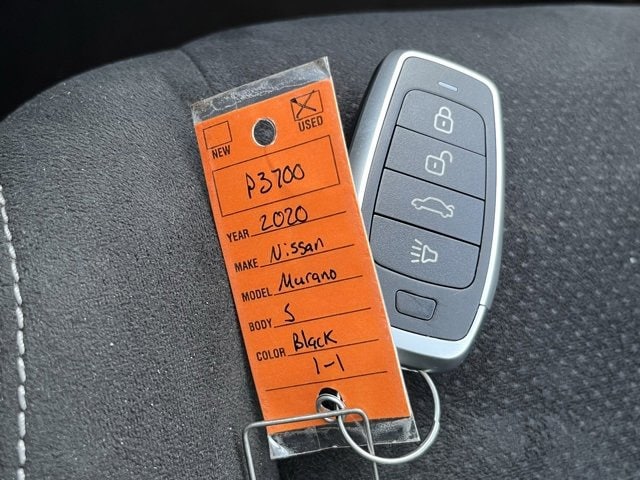 NEW
USED
P3700
YEAR 2020
MAKE Nissan
MODEL Murano
BODY S
COLOR Black
1-1